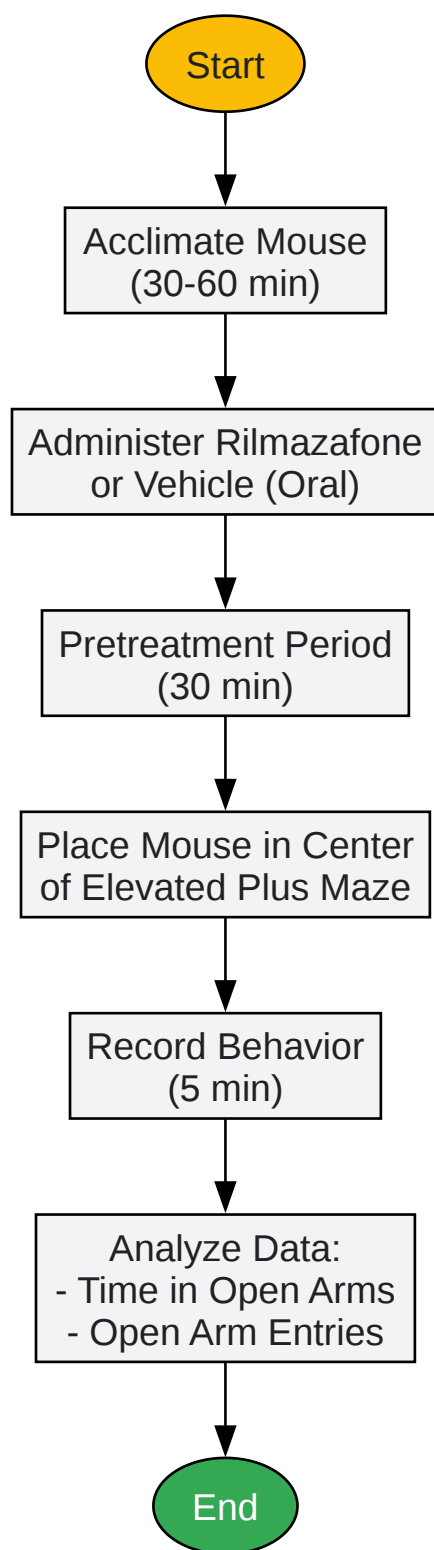 Start
Acclimate Mouse
(30-60 min)
Administer Rilmazafone
or Vehicle (Oral)
Pretreatment Period
(30 min)
Place Mouse in Center
of Elevated Plus Maze
Record Behavior
(5 min)
Analyze Data:
- Time in Open Arms
- Open Arm Entries
End